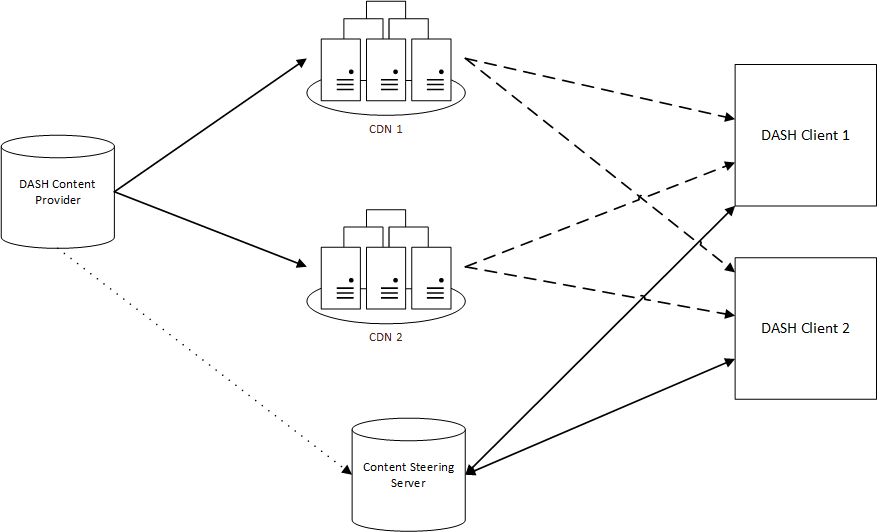 CDN 1
DASH Client 1
DASH Content
Provider
CDN 2
DASH Client 2
Content Steering
Server